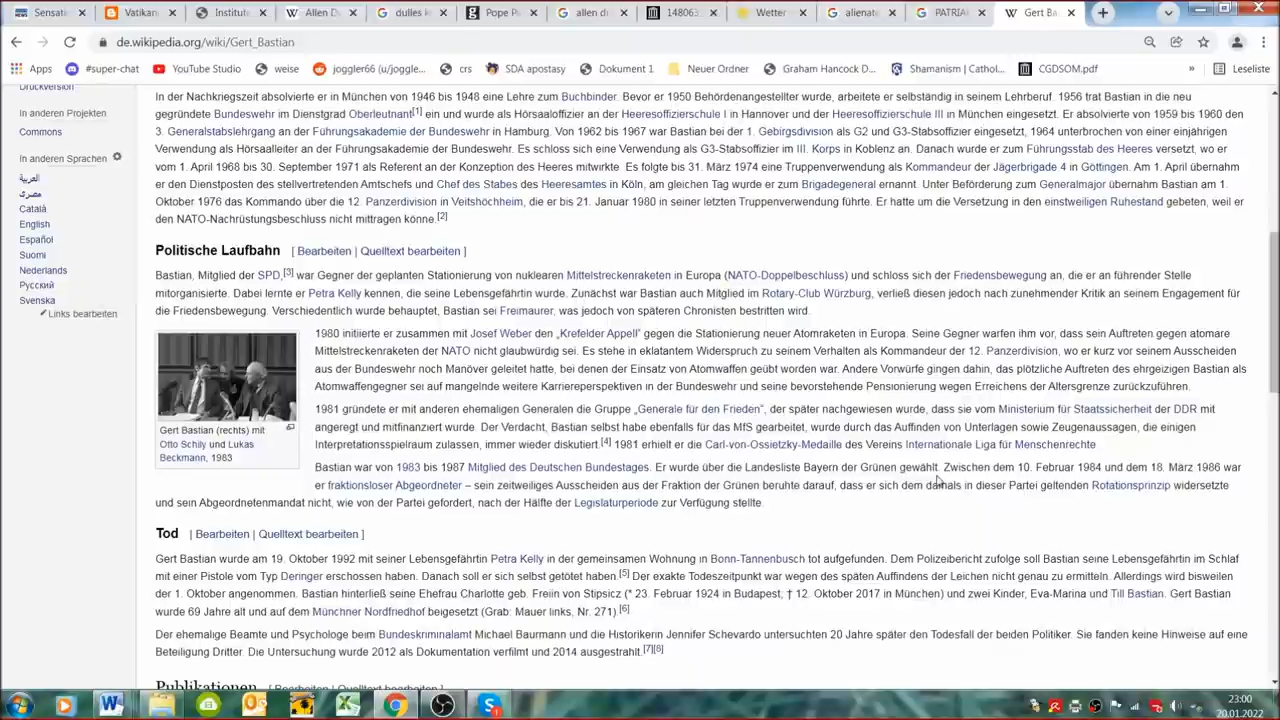 Sensati
Vatikan
Institute
Allen D
dulles k
Pope P
allen d
148063
Wetter
alienate
PATRIA
Gert Ba
de.wikipedia.org/wiki/Gert_Bastian
Apps
#super-chat
YouTube Studio
weise
joggler66 (u/joggle...
crs
SDA apostasy
Dokument 1
Neuer Ordner
Graham Hancock D...
Shamanism | Cathol...
CGDSOM.pdf
»
Leseliste
Druckversion
In anderen Projekten
Commons
In anderen Sprachen
العربية
مصرى
Català
English
Español
Suomi
Nederlands
Русский
Svenska
Links bearbeiten
In der Nachkriegszeit absolvierte er in München von 1946 bis 1948 eine Lehre zum Buchbinder. Bevor er 1950 Behördenangestellter wurde, arbeitete er selbständig in seinem Lehrberuf. 1956 trat Bastian in die neu
gegründete Bundeswehr im Dienstgrad Oberleutnant[1] ein und wurde als Hörsaaloffizier an der Heeresoffizierschule I in Hannover und der Heeresoffizierschule III in München eingesetzt. Er absolvierte von 1959 bis 1960 den
3. Generalstabslehrgang an der Führungsakademie der Bundeswehr in Hamburg. Von 1962 bis 1967 war Bastian bei der 1. Gebirgsdivision als G2 und G3-Stabsoffizier eingesetzt, 1964 unterbrochen von einer einjährigen
Verwendung als Hörsaalleiter an der Führungsakademie der Bundeswehr. Es schloss sich eine Verwendung als G3-Stabsoffizier im III. Korps in Koblenz an. Danach wurde er zum Führungsstab des Heeres versetzt, wo er
vom 1. April 1968 bis 30. September 1971 als Referent an der Konzeption des Heeres mitwirkte. Es folgte bis 31. März 1974 eine Truppenverwendung als Kommandeur der Jägerbrigade 4 in Göttingen. Am 1. April übernahm
er den Dienstposten des stellvertretenden Amtschefs und Chef des Stabes des Heeresamtes in Köln, am gleichen Tag wurde er zum Brigadegeneral ernannt. Unter Beförderung zum Generalmajor übernahm Bastian am 1.
Oktober 1976 das Kommando über die 12. Panzerdivision in Veitshöchheim, die er bis 21. Januar 1980 in seiner letzten Truppenverwendung führte. Er hatte um die Versetzung in den einstweiligen Ruhestand gebeten, weil er
den NATO-Nachrüstungsbeschluss nicht mittragen könne.[2]
Politische Laufbahn [ Bearbeiten | Quelltext bearbeiten ]
Bastian, Mitglied der SPD,[3] war Gegner der geplanten Stationierung von nuklearen Mittelstreckenraketen in Europa (NATO-Doppelbeschluss) und schloss sich der Friedensbewegung an, die er an führender Stelle
mitorganisierte. Dabei lernte er Petra Kelly kennen, die seine Lebensgefährtin wurde. Zunächst war Bastian auch Mitglied im Rotary-Club Würzburg, verließ diesen jedoch nach zunehmender Kritik an seinem Engagement für
die Friedensbewegung. Verschiedentlich wurde behauptet, Bastian sei Freimaurer, was jedoch von späteren Chronisten bestritten wird.
1980 initiierte er zusammen mit Josef Weber den „Krefelder Appell“ gegen die Stationierung neuer Atomraketen in Europa. Seine Gegner warfen ihm vor, dass sein Auftreten gegen atomare
Mittelstreckenraketen der NATO nicht glaubwürdig sei. Es stehe in eklatantem Widerspruch zu seinem Verhalten als Kommandeur der 12. Panzerdivision, wo er kurz vor seinem Ausscheiden
aus der Bundeswehr noch Manöver geleitet hatte, bei denen der Einsatz von Atomwaffen geübt worden war. Andere Vorwürfe gingen dahin, das plötzliche Auftreten des ehrgeizigen Bastian als
Atomwaffengegner sei auf mangelnde weitere Karriereperspektiven in der Bundeswehr und seine bevorstehende Pensionierung wegen Erreichens der Altersgrenze zurückzuführen.
Gert Bastian (rechts) mit
Otto Schily und Lukas
Beckmann, 1983
1981 gründete er mit anderen ehemaligen Generalen die Gruppe „Generale für den Frieden“, der später nachgewiesen wurde, dass sie vom Ministerium für Staatssicherheit der DDR mit
angeregt und mitfinanziert wurde. Der Verdacht, Bastian selbst habe ebenfalls für das MfS gearbeitet, wurde durch das Auffinden von Unterlagen sowie Zeugenaussagen, die einigen
Interpretationsspielraum zulassen, immer wieder diskutiert.[4] 1981 erhielt er die Carl-von-Ossietzky-Medaille des Vereins Internationale Liga für Menschenrechte
Bastian war von 1983 bis 1987 Mitglied des Deutschen Bundestages. Er wurde über die Landesliste Bayern der Grünen gewählt. Zwischen dem 10. Februar 1984 und dem 18. März 1986 war
er fraktionsloser Abgeordneter – sein zeitweiliges Ausscheiden aus der Fraktion der Grünen beruhte darauf, dass er sich dem damals in dieser Partei geltenden Rotationsprinzip widersetzte
und sein Abgeordnetenmandat nicht, wie von der Partei gefordert, nach der Hälfte der Legislaturperiode zur Verfügung stellte.
Tod [ Bearbeiten | Quelltext bearbeiten ]
Gert Bastian wurde am 19. Oktober 1992 mit seiner Lebensgefährtin Petra Kelly in der gemeinsamen Wohnung in Bonn-Tannenbusch tot aufgefunden. Dem Polizeibericht zufolge soll Bastian seine Lebensgefährtin im Schlaf
mit einer Pistole vom Typ Deringer erschossen haben. Danach soll er sich selbst getötet haben.[5] Der exakte Todeszeitpunkt war wegen des späten Auffindens der Leichen nicht genau zu ermitteln. Allerdings wird bisweilen
der 1. Oktober angenommen. Bastian hinterließ seine Ehefrau Charlotte geb. Freiin von Stipsicz (* 23. Februar 1924 in Budapest; † 12. Oktober 2017 in München) und zwei Kinder, Eva-Marina und Till Bastian. Gert Bastian
wurde 69 Jahre alt und auf dem Münchner Nordfriedhof beigesetzt (Grab: Mauer links, Nr. 271).[6]
Der ehemalige Beamte und Psychologe beim Bundeskriminalamt Michael Baurmann und die Historikerin Jennifer Schevardo untersuchten 20 Jahre später den Todesfall der beiden Politiker. Sie fanden keine Hinweise auf eine
Beteiligung Dritter. Die Untersuchung wurde 2012 als Dokumentation verfilmt und 2014 ausgestrahlt.[7][8]
Publikationen [ Bearbeiten | Quelltext bearbeiten ]
23:00
20.01.2022